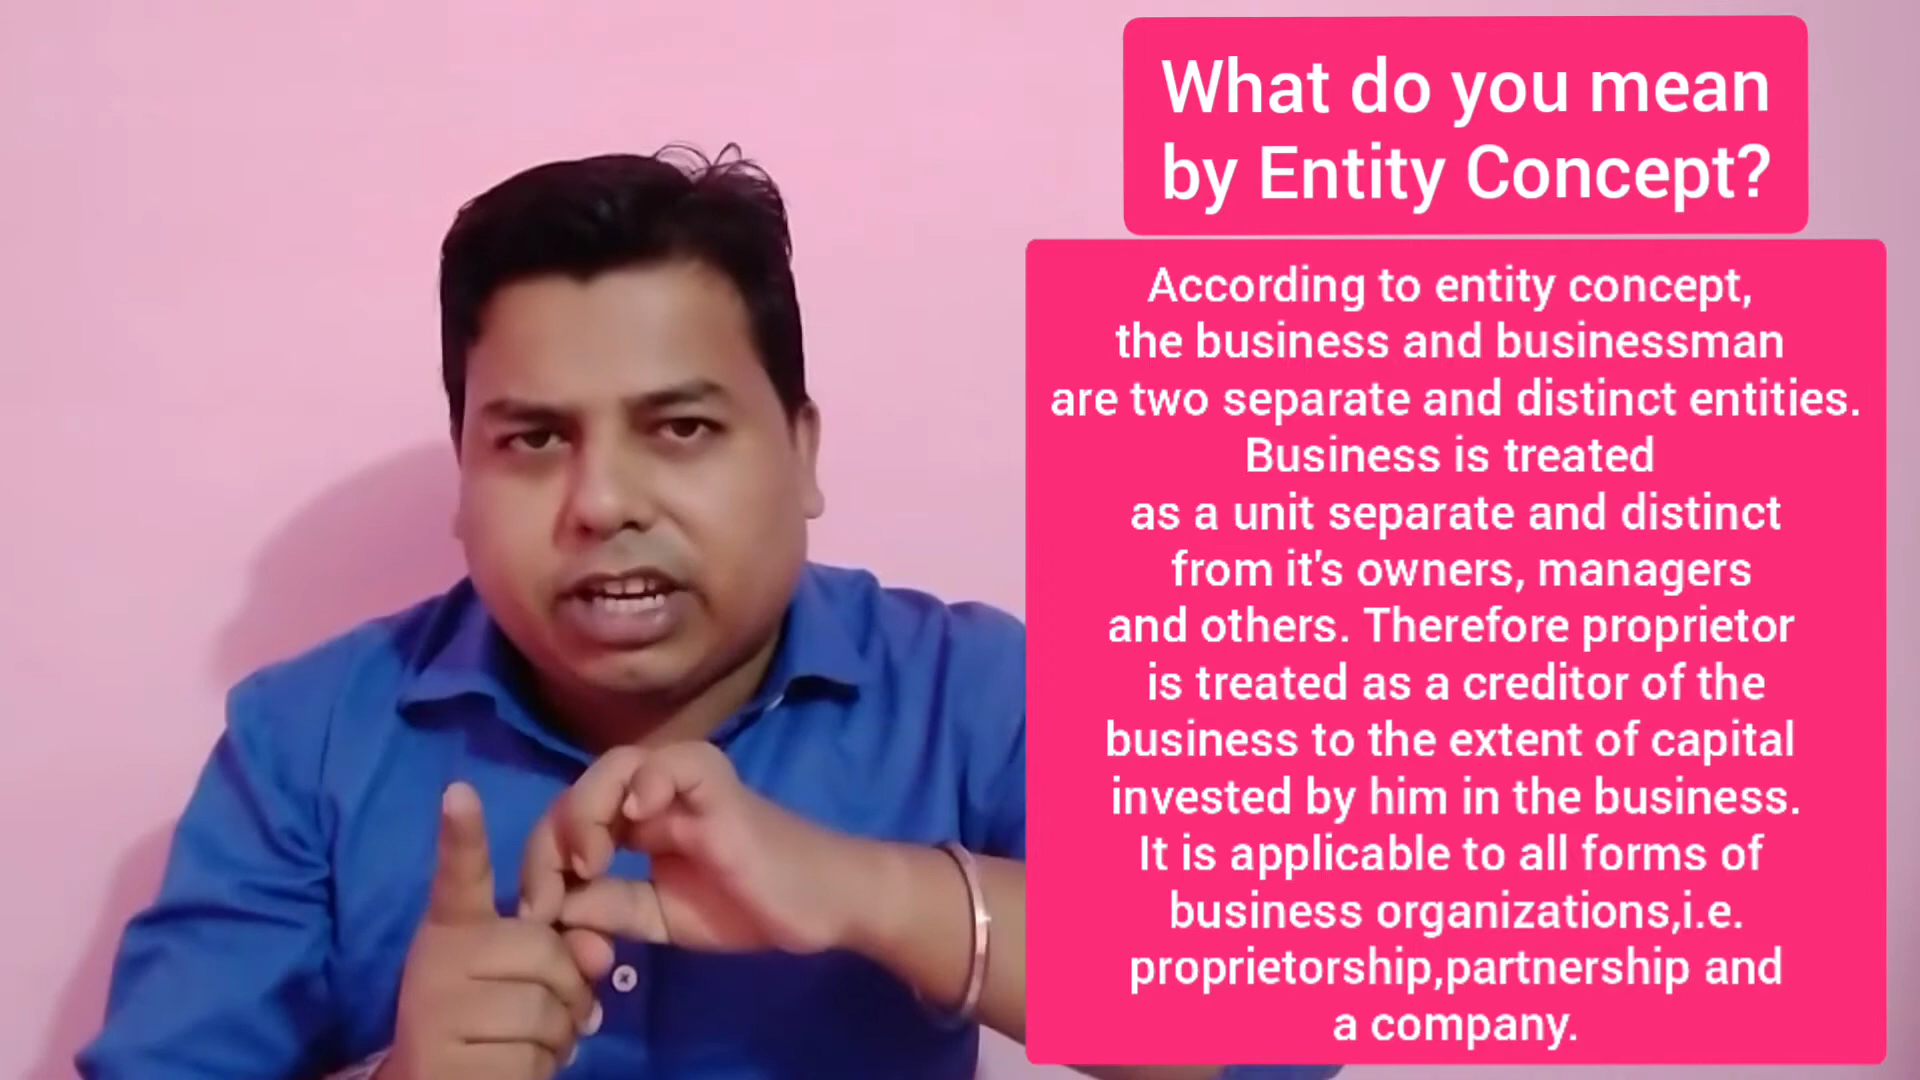 What do you mean
by Entity Concept?
According to entity concept,
the business and businessman
are two separate and distinct entities.
Business is treated
as a unit separate and distinct
from it's owners, managers
and others. Therefore proprietor
is treated as a creditor of the
business to the extent of capital
invested by him in the business.
It is applicable to all forms of
business organizations,i.e.
proprietorship,partnership and
a company.